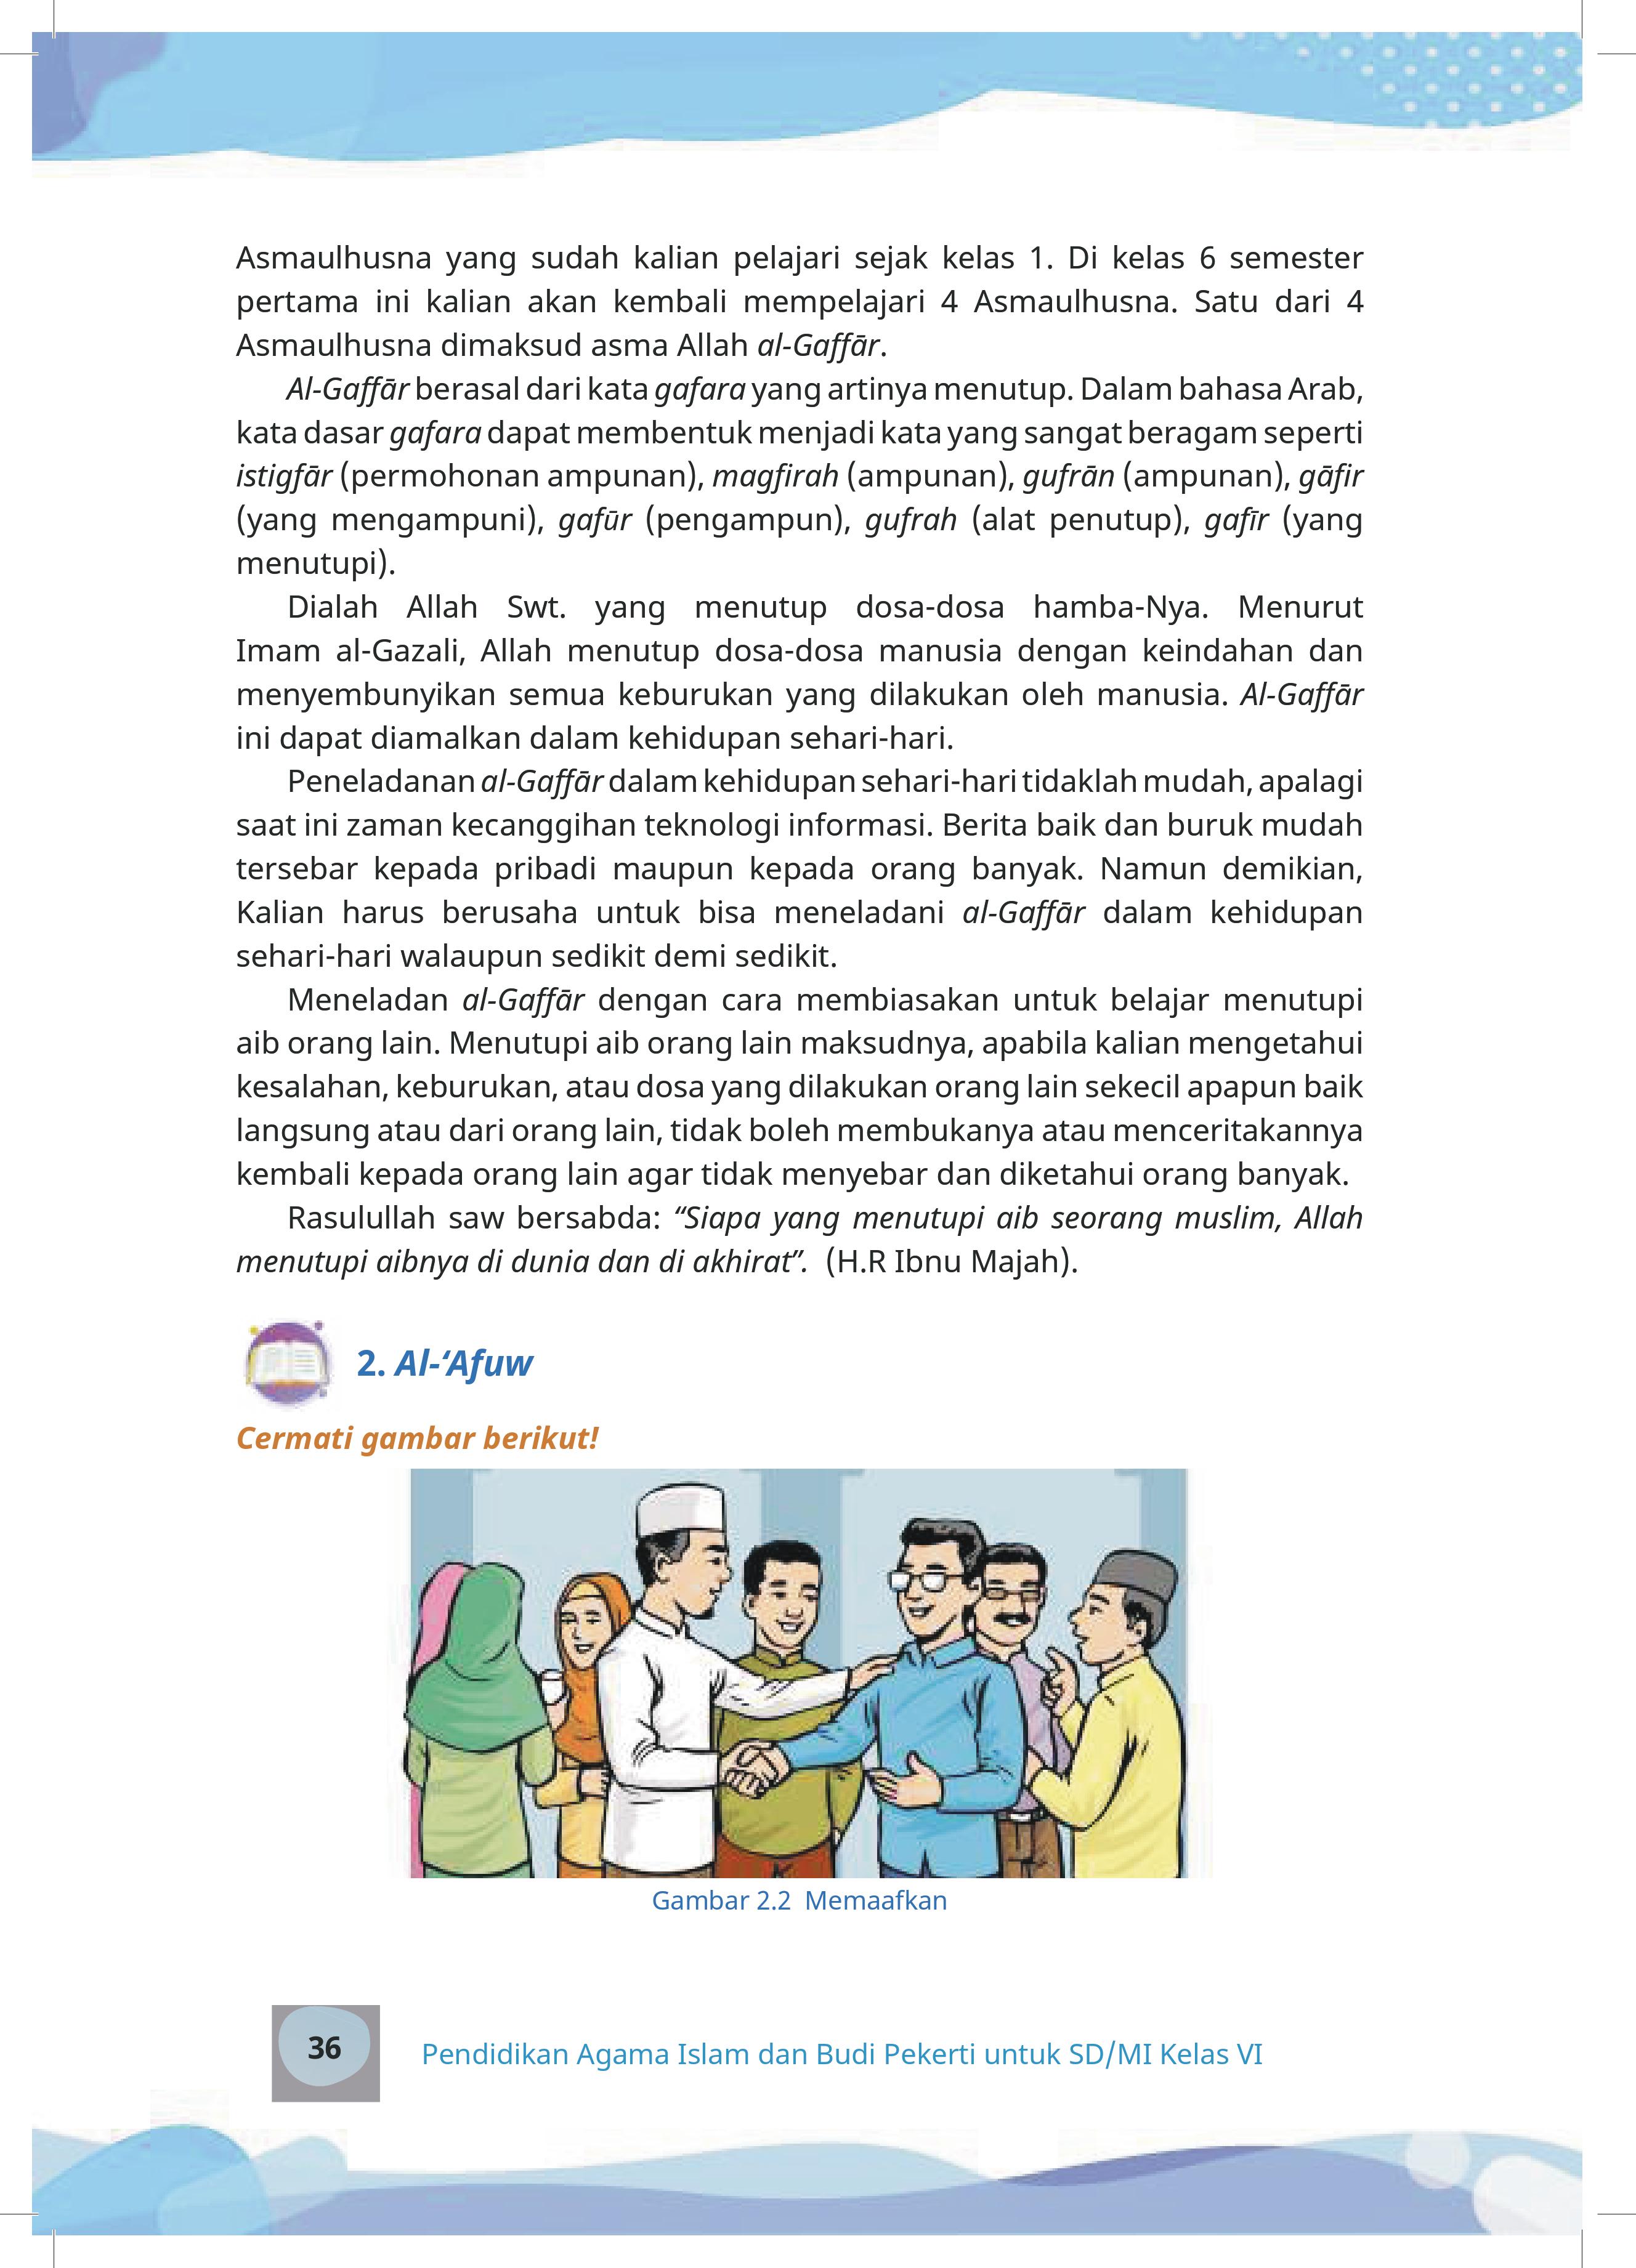 Asmaulhusna yang sudah kalian pelajari sejak kelas 1. Di kelas 6 semester
pertama ini kalian akan kembali mempelajari 4 Asmaulhusna. Satu dari 4
Asmaulhusna dimaksud asma Allah al-Gaffār.
Al-Gaffār berasal dari kata gafara yang artinya menutup. Dalam bahasa Arab,
kata dasar gafara dapat membentuk menjadi kata yang sangat beragam seperti
istigfār (permohonan ampunan), magfirah (ampunan), gufrān (ampunan), gāfir
(yang mengampuni), gafūr (pengampun), gufrah (alat penutup), gafīr (yang
menutupi).
Dialah Allah Swt. yang menutup dosa-dosa hamba-Nya. Menurut
Imam al-Gazali, Allah menutup dosa-dosa manusia dengan keindahan dan
menyembunyikan semua keburukan yang dilakukan oleh manusia. Al-Gaffār
ini dapat diamalkan dalam kehidupan sehari-hari.
Peneladanan al-Gaffār dalam kehidupan sehari-hari tidaklah mudah, apalagi
saat ini zaman kecanggihan teknologi informasi. Berita baik dan buruk mudah
tersebar kepada pribadi maupun kepada orang banyak. Namun demikian,
Kalian harus berusaha untuk bisa meneladani al-Gaffār dalam kehidupan
sehari-hari walaupun sedikit demi sedikit.
Meneladan al-Gaffār dengan cara membiasakan untuk belajar menutupi
aib orang lain. Menutupi aib orang lain maksudnya, apabila kalian mengetahui
kesalahan, keburukan, atau dosa yang dilakukan orang lain sekecil apapun baik
langsung atau dari orang lain, tidak boleh membukanya atau menceritakannya
kembali kepada orang lain agar tidak menyebar dan diketahui orang banyak.
Rasulullah saw bersabda: “Siapa yang menutupi aib seorang muslim, Allah
menutupi aibnya di dunia dan di akhirat”. (H.R Ibnu Majah).
2. Al-‘Afuw
Cermati gambar berikut!
Gambar 2.2 Memaafkan
36
Pendidikan Agama Islam dan Budi Pekerti untuk SD/MI Kelas VI